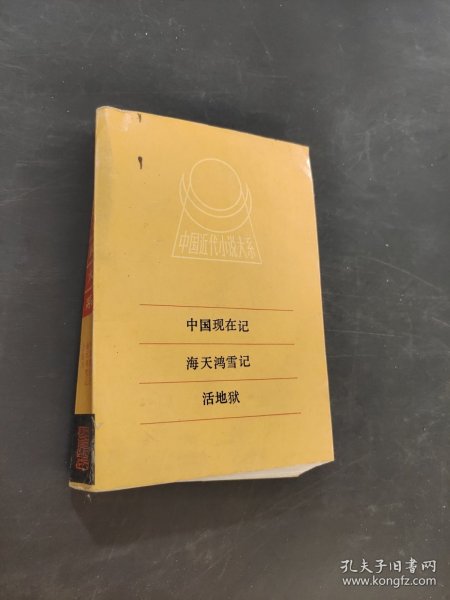 中国近代小说大系
中国现在记
海天鸿雪记
活地狱
孔夫子旧书网
www.kongfz.com